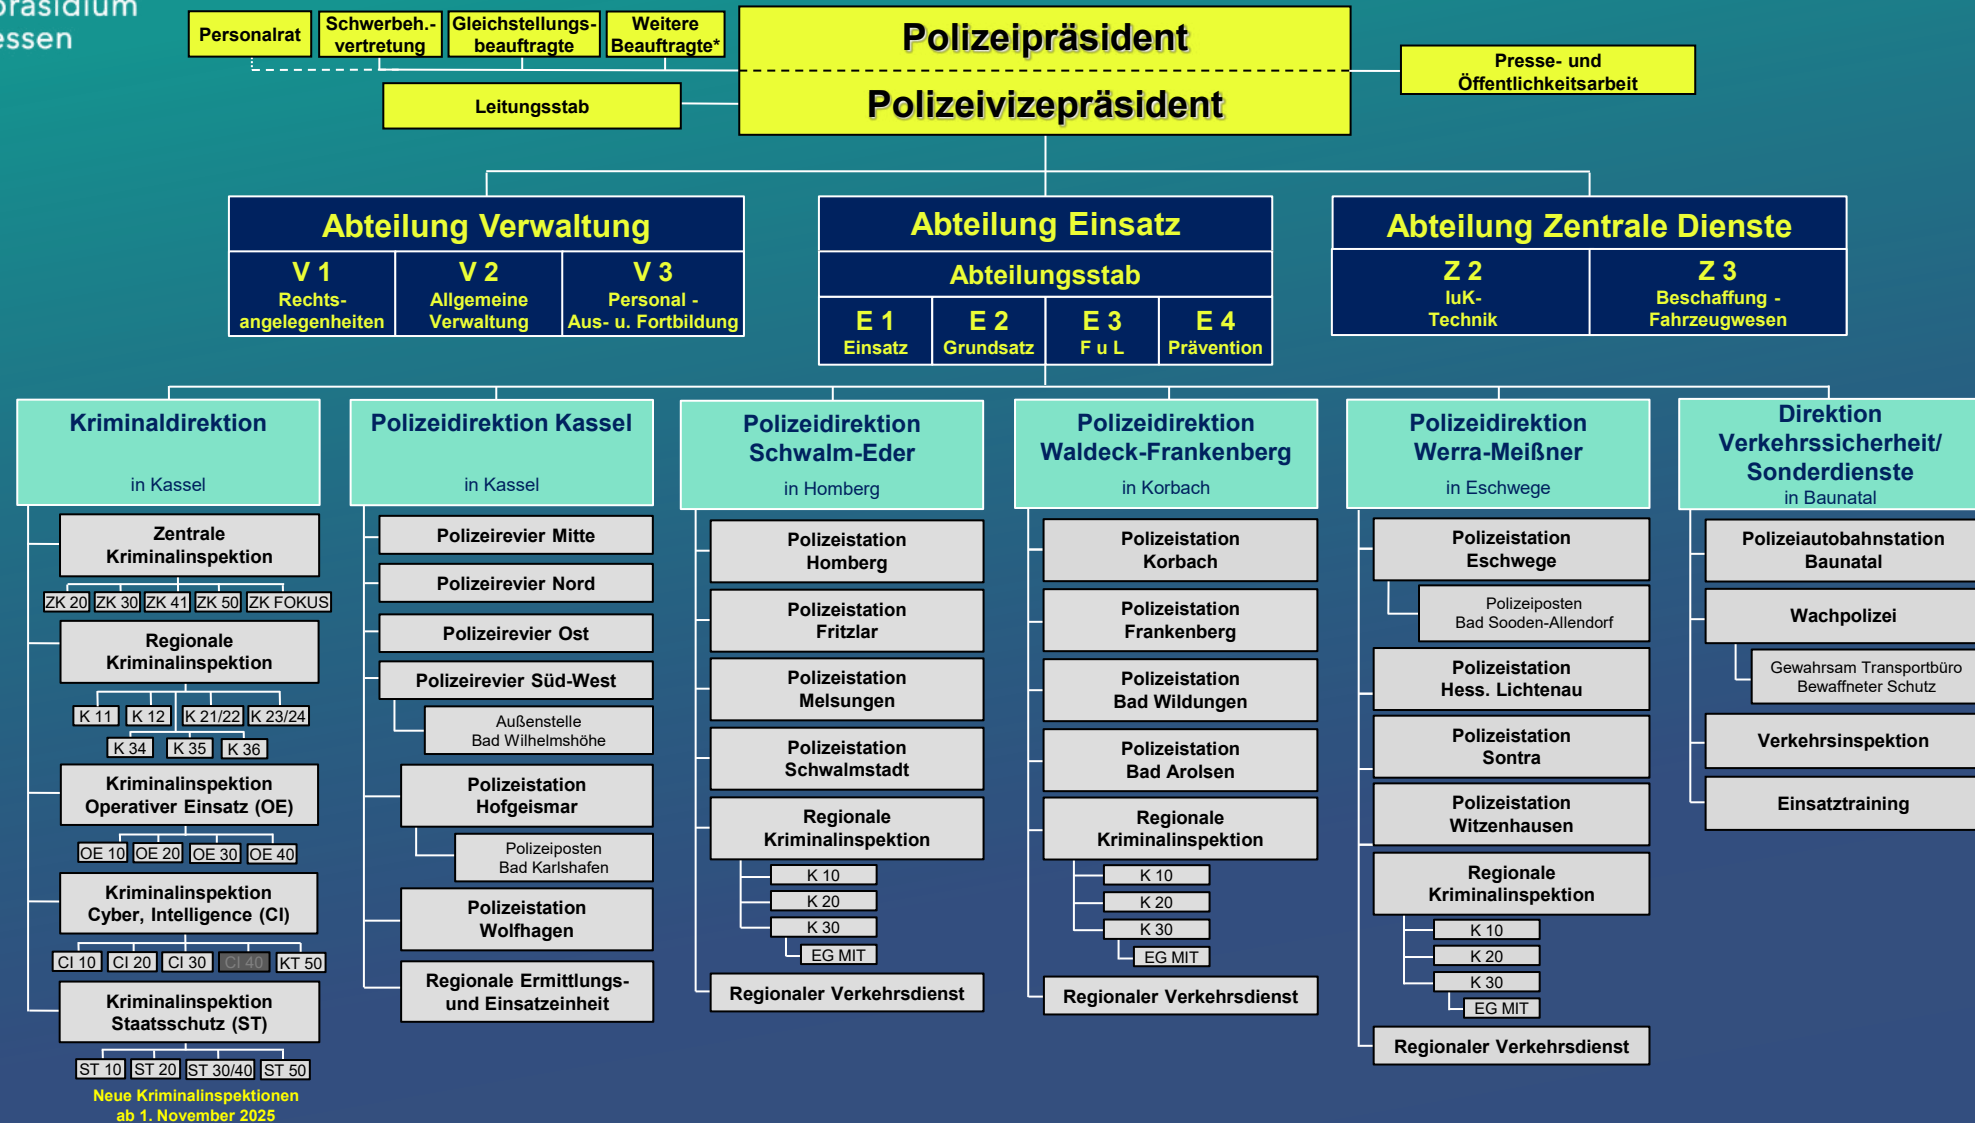 räsidium
essen
Personalrat
Schwerbeh.-
vertretung
Gleichstellungs-
beauftragte
Weitere
Beauftragte*
Polizeipräsident
Polizeivizepräsident
Presse- und
Öffentlichkeitsarbeit
Leitungsstab
Abteilung Verwaltung
V 1
Rechts-
angelegenheiten
V 2
Allgemeine
Verwaltung
V 3
Personal -
Aus- u. Fortbildung
Abteilung Einsatz
Abteilungsstab
E 1
Einsatz
E 2
Grundsatz
E 3
F u L
E 4
Prävention
Abteilung Zentrale Dienste
Z 2
IuK-
Technik
Z 3
Beschaffung -
Fahrzeugwesen
Kriminaldirektion
in Kassel
Zentrale
Kriminalinspektion
ZK 20 ZK 30 ZK 41 ZK 50 ZK FOKUS
Regionale
Kriminalinspektion
K 11 K 12 K 21/22 K 23/24
K 34 K 35 K 36
Kriminalinspektion
Operativer Einsatz (OE)
OE 10 OE 20 OE 30 OE 40
Kriminalinspektion
Cyber, Intelligence (CI)
CI 10 CI 20 CI 30 CI 40 KT 50
Kriminalinspektion
Staatsschutz (ST)
ST 10 ST 20 ST 30/40 ST 50
Neue Kriminalinspektionen
ab 1. November 2025
Polizeidirektion Kassel
in Kassel
Polizeirevier Mitte
Polizeirevier Nord
Polizeirevier Ost
Polizeirevier Süd-West
Außenstelle
Bad Wilhelmshöhe
Polizeistation
Hofgeismar
Polizeiposten
Bad Karlshafen
Polizeistation
Wolfhagen
Regionale Ermittlungs-
und Einsatzeinheit
Polizeidirektion
Schwalm-Eder
in Homberg
Polizeistation
Homberg
Polizeistation
Fritzlar
Polizeistation
Melsungen
Polizeistation
Schwalmstadt
Regionale
Kriminalinspektion
K 10
K 20
K 30
EG MIT
Regionaler Verkehrsdienst
Polizeidirektion
Waldeck-Frankenberg
in Korbach
Polizeistation
Korbach
Polizeistation
Frankenberg
Polizeistation
Bad Wildungen
Polizeistation
Bad Arolsen
Regionale
Kriminalinspektion
K 10
K 20
K 30
EG MIT
Regionaler Verkehrsdienst
Polizeidirektion
Werra-Meißner
in Eschwege
Polizeistation
Eschwege
Polizeiposten
Bad Sooden-Allendorf
Polizeistation
Hess. Lichtenau
Polizeistation
Sontra
Polizeistation
Witzenhausen
Regionale
Kriminalinspektion
K 10
K 20
K 30
EG MIT
Regionaler Verkehrsdienst
Direktion
Verkehrssicherheit/
Sonderdienste
in Baunatal
Polizeiautobahnstation
Baunatal
Wachpolizei
Gewahrsam Transportbüro
Bewaffneter Schutz
Verkehrsinspektion
Einsatztraining